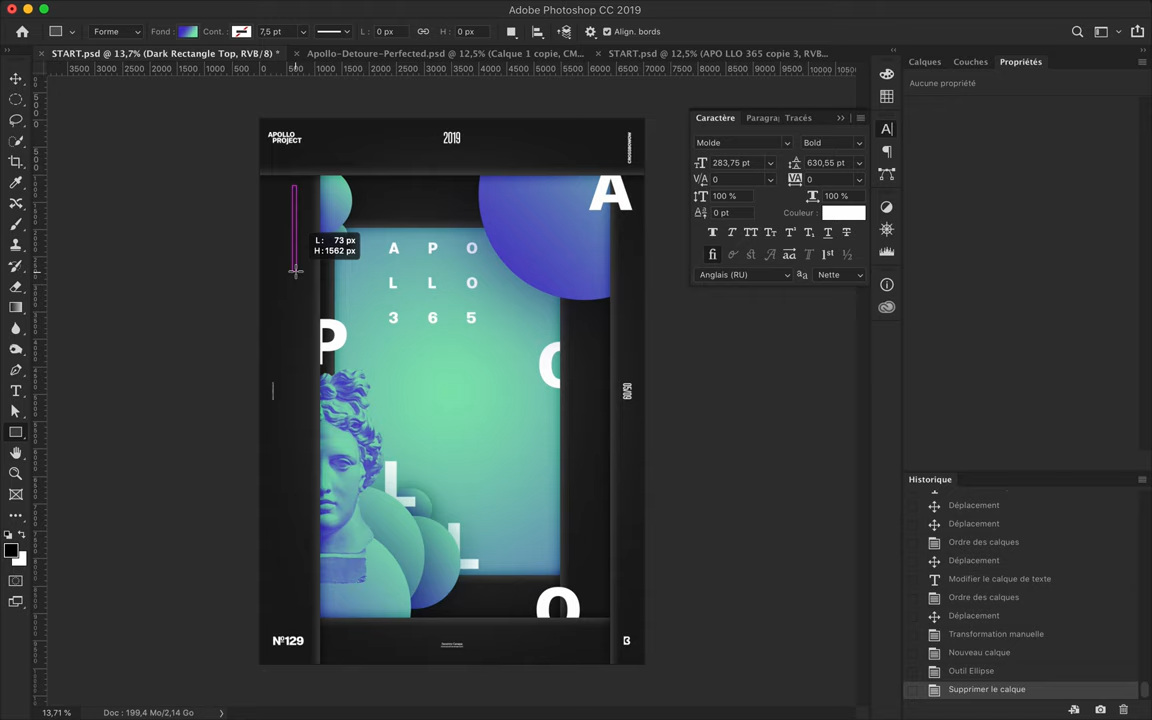 Adobe Photoshop CC 2019
Forme
Fond :
Cont. :
7,5 pt
L : 0 px
H : 0 px
Align. bords
START.psd @ 13,7% (Dark Rectangle Top, RVB/8) *
Apollo-Detoure-Perfected.psd @ 12,5% (Calque 1 copie, CM...
START.psd @ 12,5% (APO LLO 365 copie 3, RVB...
3500 3000 2500 2000 1500 1000 500 0 500 1000 1500 2000 2500 3000 3500 4000 4500 5000 5500 6000 6500 7000 7500 8000 8500 9000 9500 10000
Calques
Couches
Propriétés
Aucune propriété
Caractère
Paragra
Tracés
Molde
Bold
283,75 pt
630,55 pt
0
0
100 %
100 %
0 pt
Couleur :
Anglais (RU)
Nette
APOLLO
PROJECT
2019
CROSSBOWNOW
A
L : 73 px
H : 1562 px
A P O
L L O
3 6 5
P
O
L
L
O
Nº129
Historique
Déplacement
Déplacement
Ordre des calques
Déplacement
Modifier le calque de texte
Ordre des calques
Déplacement
Transformation manuelle
Nouveau calque
Outil Ellipse
Supprimer le calque
13,71 %
Doc : 199,4 Mo/2,14 Go